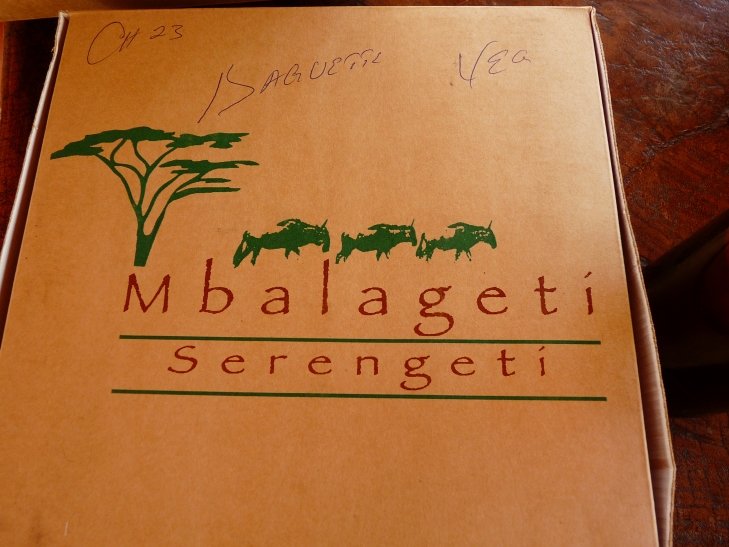 CH 23
BAGUETTE VEG
Mbalageti
Serengeti